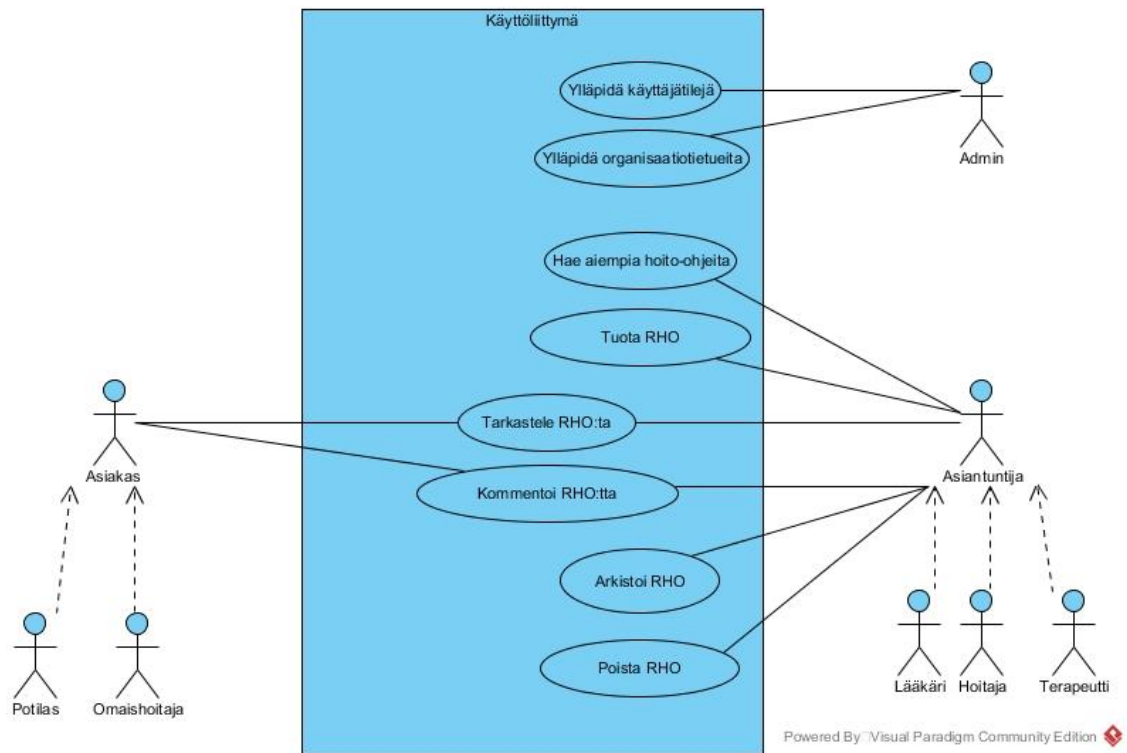 Käyttöliittymä
Ylläpidä käyttäjätilejä
Ylläpidä organisaatiotietueita
Admin
Hae aiempia hoito-ohjeita
Tuota RHO
Tarkastele RHO:ta
Asiakas
Asiantuntija
Kommentoi RHO:tta
Arkistoi RHO
Poista RHO
Potilas
Omaishoitaja
Lääkäri
Hoitaja
Terapeutti
Powered By Visual Paradigm Community Edition